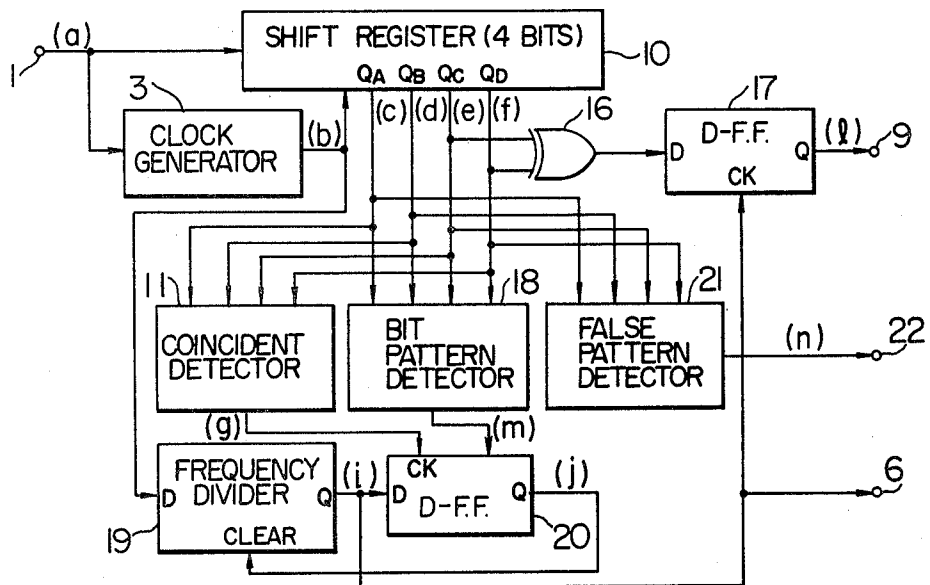 (a)
1
SHIFT REGISTER (4 BITS)
QA QB QC QD
10
3
CLOCK
GENERATOR
(b)
(c) (d) (e) (f)
16
17
D-F.F.
D Q
CK
(l)
9
11
COINCIDENT
DETECTOR
18
BIT
PATTERN
DETECTOR
21
FALSE
PATTERN
DETECTOR
(n)
22
(g)
(m)
FREQUENCY
DIVIDER
D Q
CLEAR
19
(i)
CK
D Q
D-F.F.
20
(j)
6